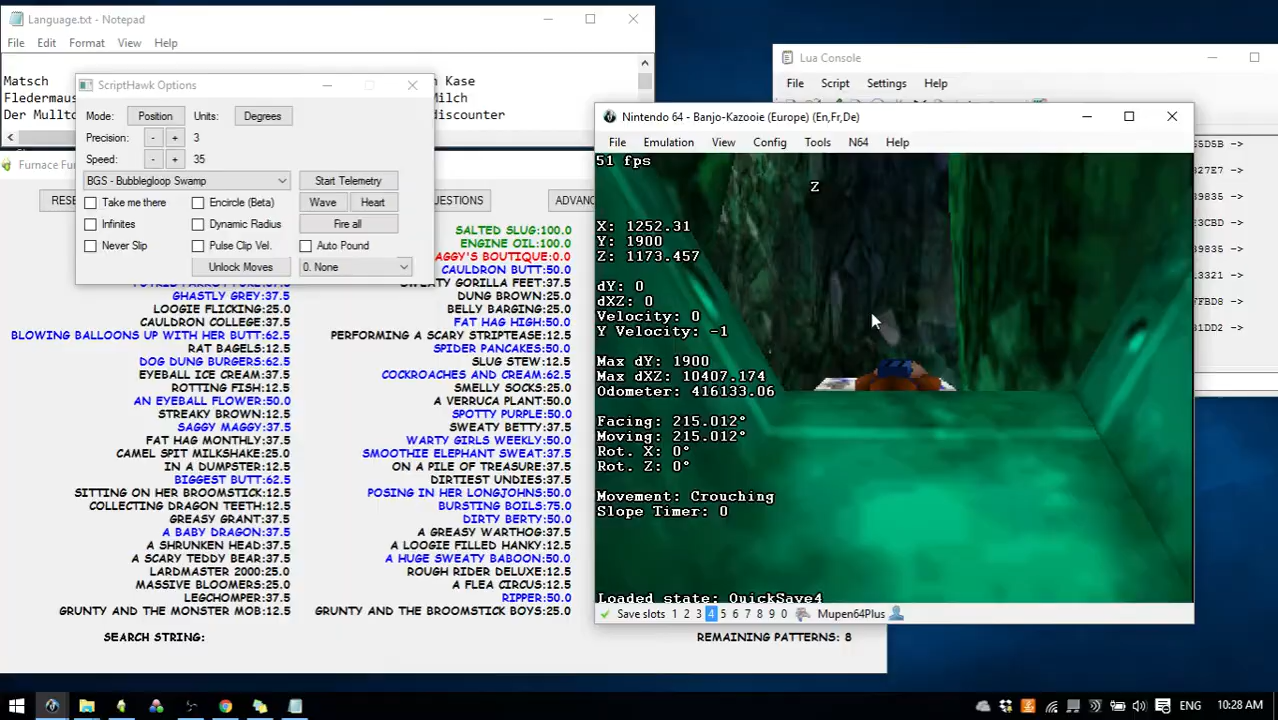 Language.txt - Notepad
File Edit Format View Help
Matsch
Kase
Fledermaus
Milch
Der Mullto
discounter
ScriptHawk Options
Mode: Position Units: Degrees
Precision: - + 3
Speed: - + 35
BGS - Bubblegloop Swamp Start Telemetry
Take me there Encircle (Beta) Wave Heart
Infinites Dynamic Radius Fire all
Never Slip Pulse Clip Vel. Auto Pound
Unlock Moves 0. None
Lua Console
File Script Settings Help
5D5B ->
327E7 ->
39835 ->
3CBD ->
39835 ->
13321 ->
FFBD8 ->
31DD2 ->
Nintendo 64 - Banjo-Kazooie (Europe) (En,Fr,De)
File Emulation View Config Tools N64 Help
51 fps
Z
X: 1252.31
Y: 1900
Z: 1173.457
dY: 0
dXZ: 0
Velocity: 0
Y Velocity: -1
Max dY: 1900
Max dXZ: 10407.174
Odometer: 416133.06
Facing: 215.012°
Moving: 215.012°
Rot. X: 0°
Rot. Z: 0°
Movement: Crouching
Slope Timer: 0
Loaded state: QuickSave4
Save slots 1 2 3 4 5 6 7 8 9 0 Mupen64Plus
Furnace Fu
RESE
UESTIONS
ADVANC
SALTED SLUG:100.0
ENGINE OIL:100.0
AGGY'S BOUTIQUE:0.0
CAULDRON BUTT:50.0
SWEATY GORILLA FEET:37.5
DUNG BROWN:25.0
GHASTLY GREY:37.5
LOOGIE FLICKING:25.0
BELLY BARGING:25.0
CAULDRON COLLEGE:37.5
FAT HAG HIGH:50.0
BLOWING BALLOONS UP WITH HER BUTT:62.5
PERFORMING A SCARY STRIPTEASE:12.5
RAT BAGELS:12.5
SPIDER PANCAKES:50.0
DOG DUNG BURGERS:62.5
SLUG STEW:12.5
EYEBALL ICE CREAM:37.5
COCKROACHES AND CREAM:62.5
ROTTING FISH:12.5
SMELLY SOCKS:25.0
AN EYEBALL FLOWER:50.0
A VERRUCA PLANT:50.0
STREAKY BROWN:12.5
SPOTTY PURPLE:50.0
SAGGY MAGGY:37.5
SWEATY BETTY:37.5
FAT HAG MONTHLY:37.5
WARTY GIRLS WEEKLY:50.0
CAMEL SPIT MILKSHAKE:25.0
SMOOTHIE ELEPHANT SWEAT:37.5
IN A DUMPSTER:12.5
ON A PILE OF TREASURE:37.5
BIGGEST BUTT:62.5
DIRTIEST UNDIES:37.5
SITTING ON HER BROOMSTICK:12.5
POSING IN HER LONGJOHNS:50.0
COLLECTING DRAGON TEETH:12.5
BURSTING BOILS:75.0
GREASY GRANT:37.5
DIRTY BERTY:50.0
A BABY DRAGON:37.5
A GREASY WARTHOG:37.5
A SHRUNKEN HEAD:37.5
A LOOGIE FILLED HANKY:12.5
A SCARY TEDDY BEAR:37.5
A HUGE SWEATY BABOON:50.0
LARDMASTER 2000:25.0
ROUGH RIDER DELUXE:12.5
MASSIVE BLOOMERS:25.0
A FLEA CIRCUS:12.5
LEGCHOMPER:37.5
RIPPER:50.0
GRUNTY AND THE MONSTER MOB:12.5
GRUNTY AND THE BROOMSTICK BOYS:25.0
SEARCH STRING:
REMAINING PATTERNS: 8
ENG 10:28 AM